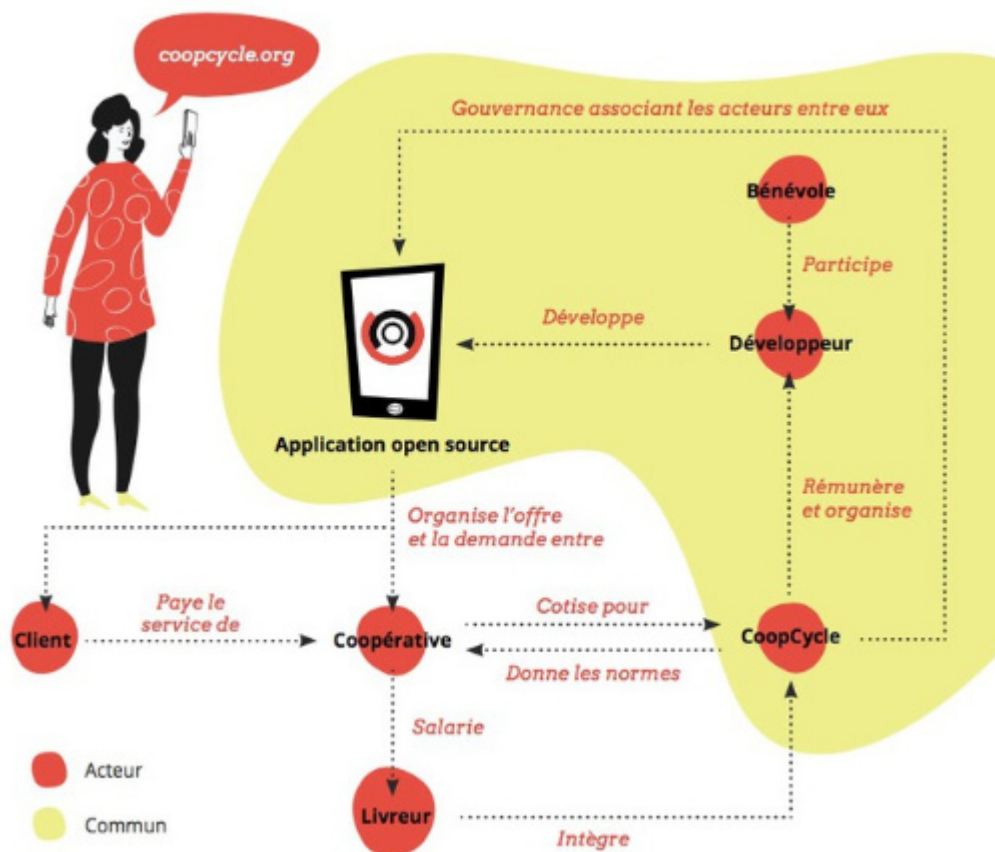 coopcycle.org
Gouvernance associant les acteurs entre eux
Bénévole
Participe
Développe
Développeur
Application open source
Rémunère
et organise
Organise l'offre
et la demande entre
Paye le
service de
Cotise pour
Client
Coopérative
CoopCycle
Donne les normes
Salarie
Acteur
Livreur
Commun
Intègre